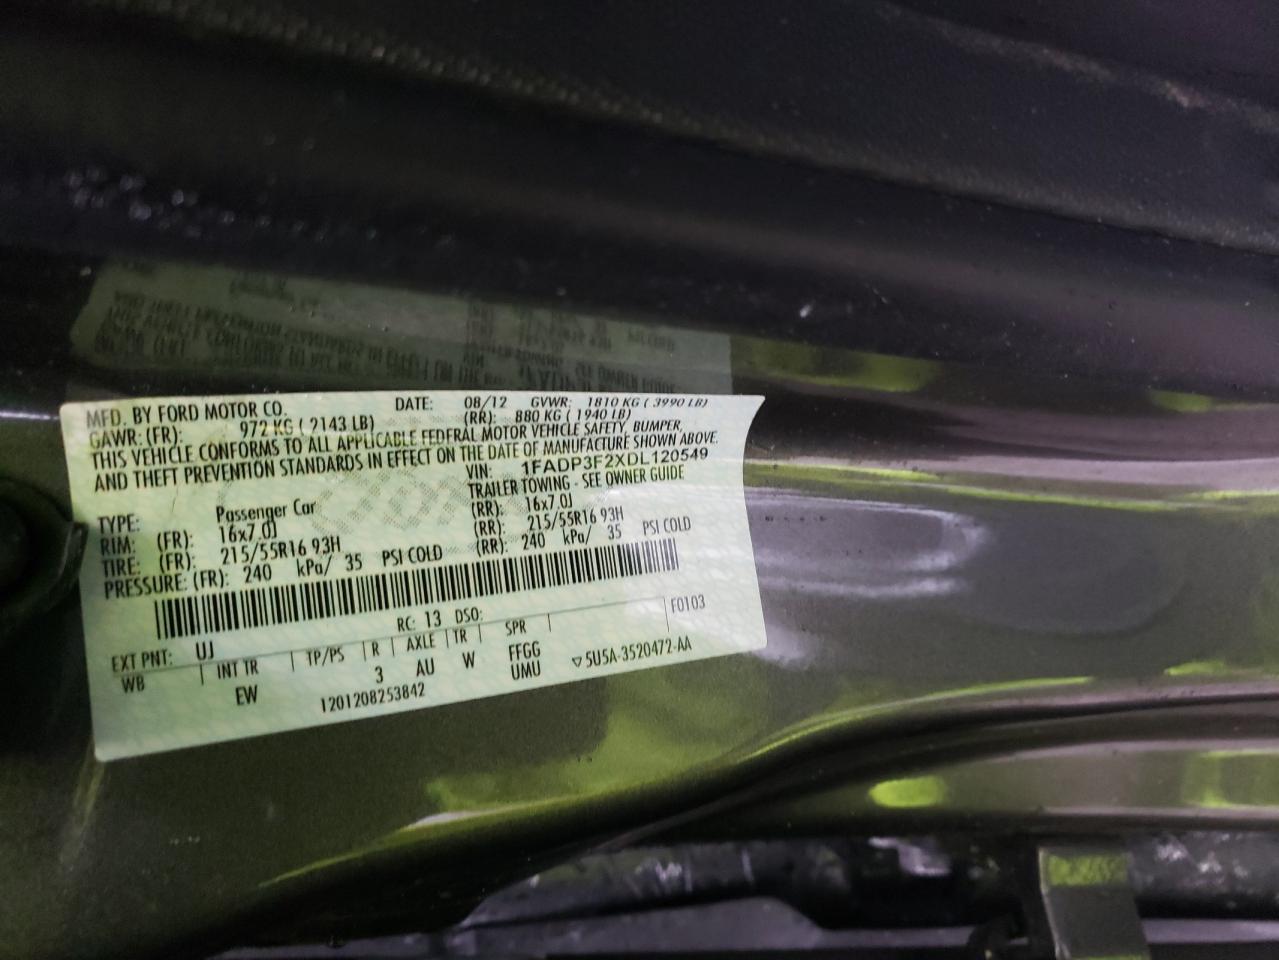 MFD. BY FORD MOTOR CO. DATE: 08/12 GVWR: 1810 KG ( 3990 LB)
GAWR: (FR): 972 KG ( 2143 LB) (RR): 880 KG ( 1940 LB)
THIS VEHICLE CONFORMS TO ALL APPLICABLE FEDERAL MOTOR VEHICLE SAFETY, BUMPER,
AND THEFT PREVENTION STANDARDS IN EFFECT ON THE DATE OF MANUFACTURE SHOWN ABOVE.
VIN: 1FADP3F2XDL120549
TYPE: Passenger Car TRAILER TOWING - SEE OWNER GUIDE
RIM: (FR): 16x7.0J (RR): 16x7.0J
TIRE: (FR): 215/55R16 93H (RR): 215/55R16 93H
PRESSURE: (FR): 240 kPa/ 35 PSI COLD (RR): 240 kPa/ 35 PSI COLD
EXT PNT: UJ RC: 13 DSO: F0103
WB INT TR TP/PS R AXLE TR SPR
EW 3 AU W FFGG
UMU
1201208253842 ▽5U5A-3520472-AA